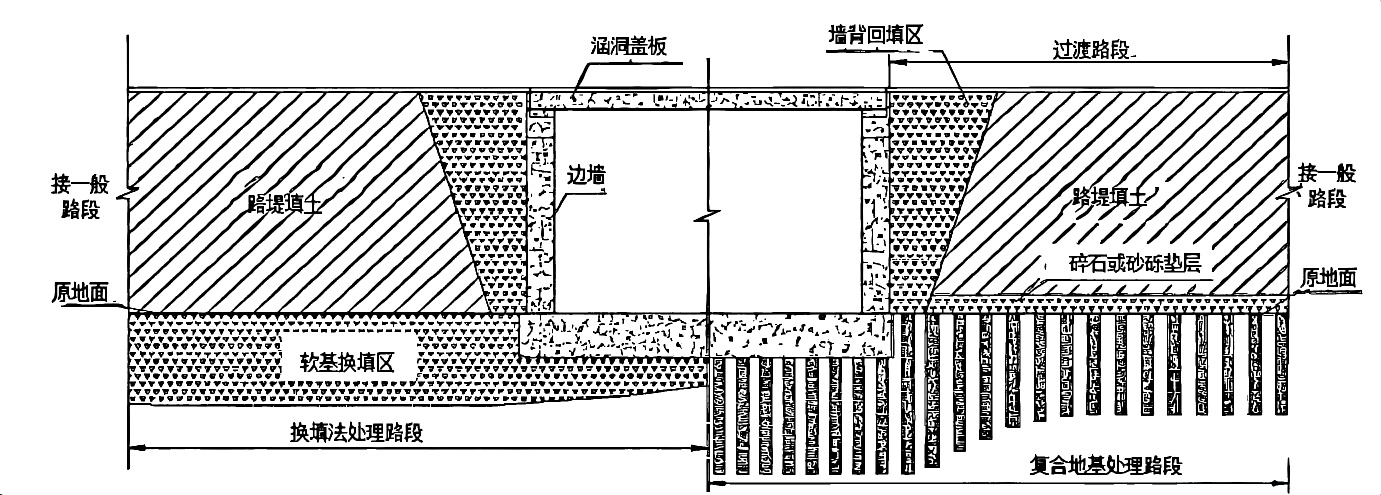 涵洞盖板
墙背回填区
过渡路段
接一般
路段
路堤填土
边墙
路堤填土
接一般
路段
碎石或砂砾垫层
原地面
原地面
软基换填区
换填法处理路段
复合地基处理路段